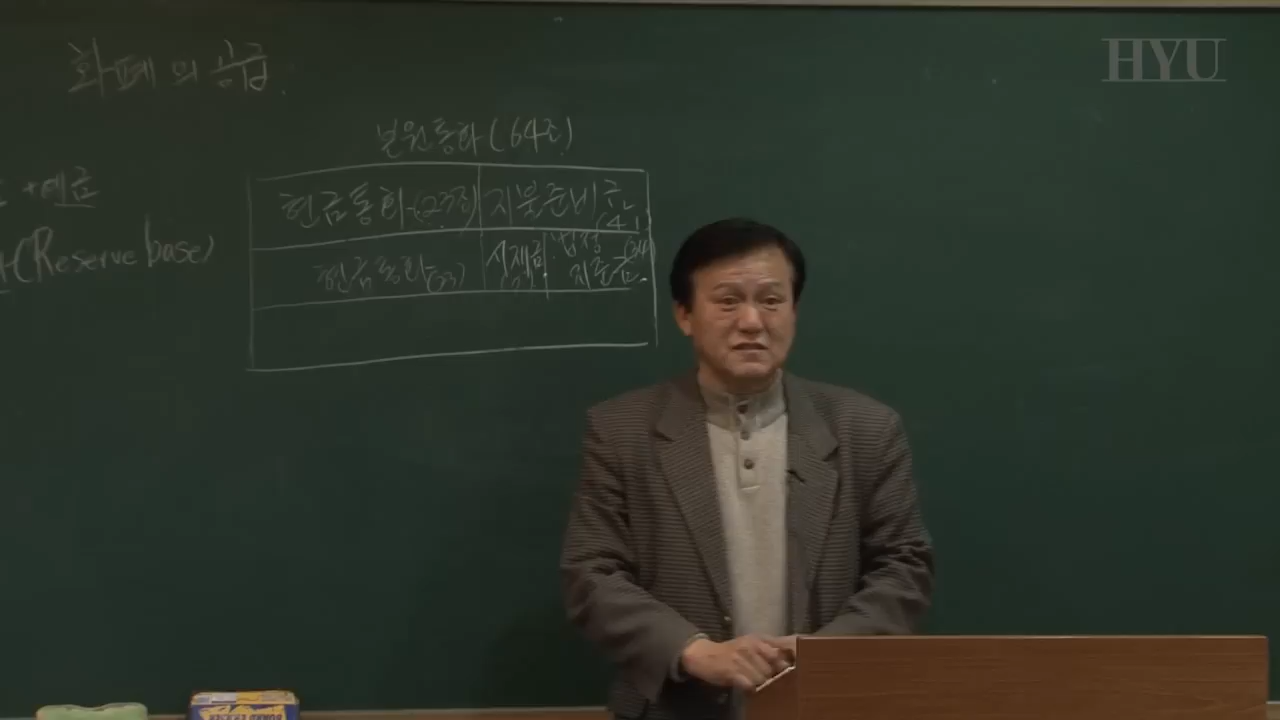 화폐의 공급
HYU
본원통화(64조)
현금통화(23조) 지불준비금
+예금
(41
(Reserve base)
현금통화(23) 시재금 법정
지준금